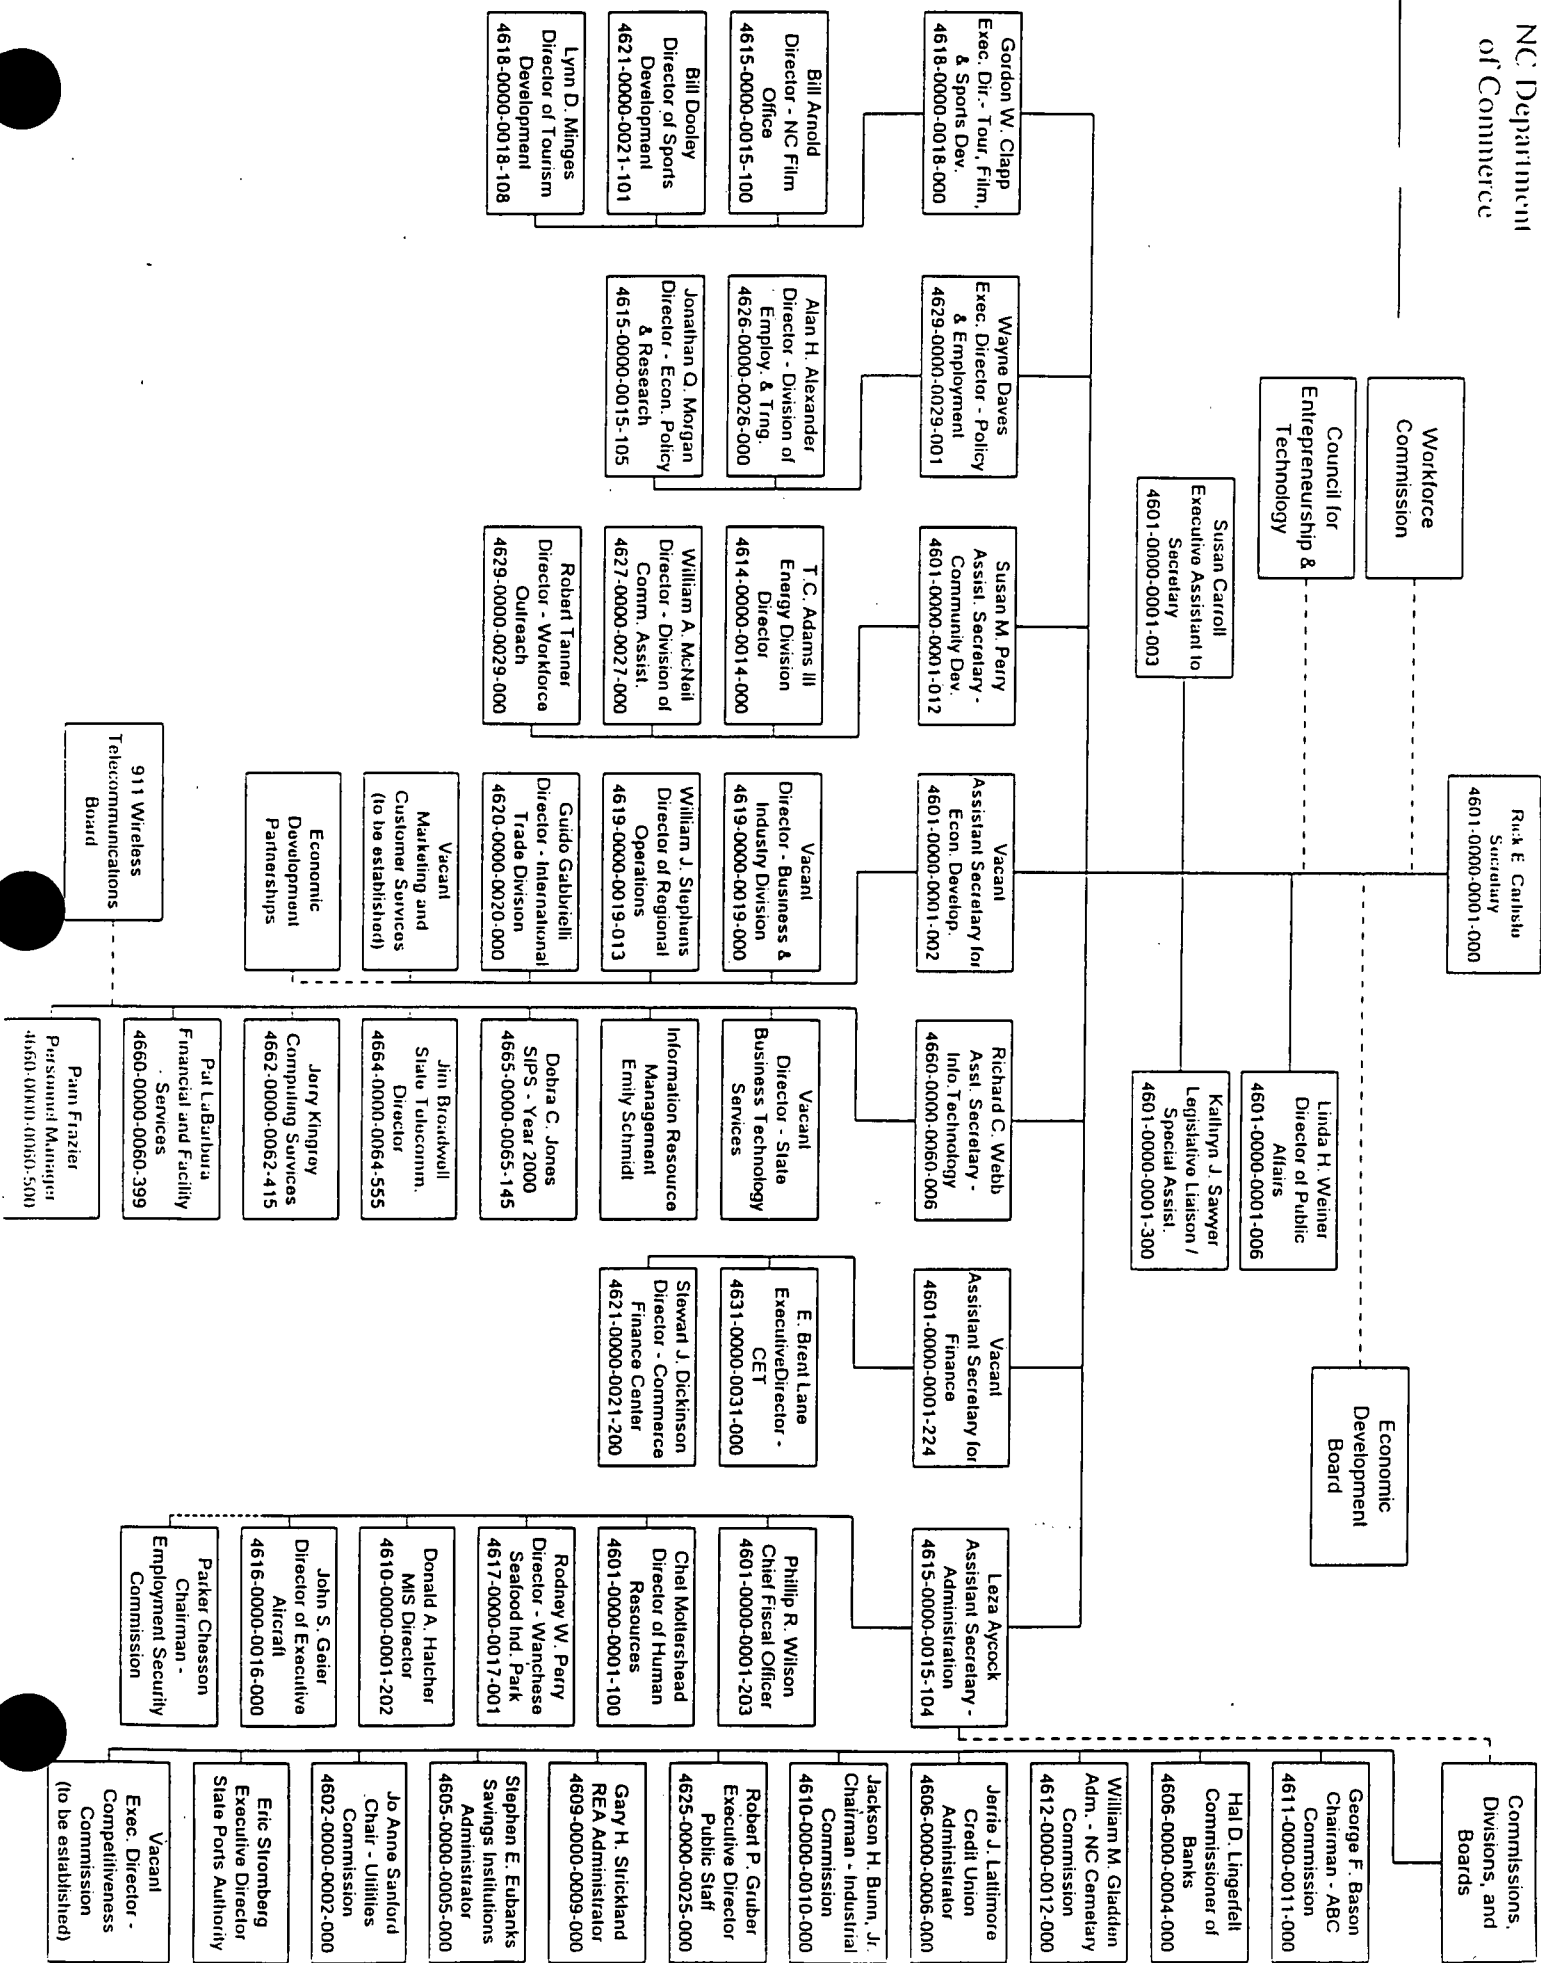 NC Department
of Commerce
Rick E. Carlisle
Secretary
4601-0000-0001-000
Workforce
Commission
Council for
Entrepreneurship &
Technology
Economic
Development
Board
Linda H. Weiner
Director of Public
Affairs
4601-0000-0001-006
Susan Carroll
Executive Assistant to
Secretary
4601-0000-0001-003
Kathryn J. Sawyer
Legislative Liaison /
Special Assist.
4601-0000-0001-300
Gordon W. Clapp
Exec. Dir.- Tour, Film,
& Sports Dev.
4618-0000-0018-000
Bill Arnold
Director - NC Film
Office
4615-0000-0015-100
Bill Dooley
Director of Sports
Development
4621-0000-0021-101
Lynn D. Minges
Director of Tourism
Development
4618-0000-0018-108
Wayne Daves
Exec. Director - Policy
& Employment
4629-0000-0029-001
Alan H. Alexander
Director - Division of
Employ. & Trng.
4626-0000-0026-000
Jonathan Q. Morgan
Director - Econ. Policy
& Research
4615-0000-0015-105
Susan M. Perry
Assist. Secretary -
Community Dev.
4601-0000-0001-012
T.C. Adams III
Energy Division
Director
4614-0000-0014-000
William A. McNeil
Director - Division of
Comm. Assist.
4627-0000-0027-000
Robert Tanner
Director - Workforce
Outreach
4629-0000-0029-000
Vacant
Assistant Secretary for
Econ. Develop.
4601-0000-0001-002
Vacant
Director - Business &
Industry Division
4619-0000-0019-000
William J. Stephens
Director of Regional
Operations
4619-0000-0019-013
Guido Gabbrielli
Director - International
Trade Division
4620-0000-0020-000
Vacant
Marketing and
Customer Services
(to be established)
Economic
Development
Partnerships
911 Wireless
Telecommunications
Board
Richard C. Webb
Asst. Secretary -
Info.Technology
4660-0000-0060-006
Vacant
Director - State
Business Technology
Services
Information Resource
Management
Emily Schmidt
Debra C. Jones
SIPS - Year 2000
4665-0000-0065-145
Jim Broadwell
State Telecomm.
Director
4664-0000-0064-555
Jerry Kingrey
Computing Services
4662-0000-0062-415
Pat LaBarbura
Financial and Facility
Services
4660-0000-0060-399
Pam Frazier
Personnel Manager
4660-0000-0060-500
Vacant
Assistant Secretary for
Finance
4601-0000-0001-224
E. Brent Lane
ExecutiveDirector -
CET
4631-0000-0031-000
Stewart J. Dickinson
Director - Commerce
Finance Center
4621-0000-0021-200
Leza Aycock
Assistant Secretary -
Administration
4615-0000-0015-104
Phillip R. Wilson
Chief Fiscal Officer
4601-0000-0001-203
Chet Mottershead
Director of Human
Resources
4601-0000-0001-100
Rodney W. Perry
Director - Wanchese
Seafood Ind. Park
4617-0000-0017-001
Donald A. Hatcher
MIS Director
4610-0000-0001-202
John S. Geier
Director of Executive
Aircraft
4616-0000-0016-000
Parker Chesson
Chairman -
Employment Security
Commission
Commissions,
Divisions, and
Boards
George F. Bason
Chairman - ABC
Commission
4611-0000-0011-000
Hal D. Lingerfelt
Commissioner of
Banks
4606-0000-0004-000
William M. Gladden
Adm. - NC Cemetary
Commission
4612-0000-0012-000
Jerrie J. Lattimore
Credit Union
Administrator
4606-0000-0006-000
Jackson H. Bunn, Jr.
Chairman - Industrial
Commission
4610-0000-0010-000
Robert P. Gruber
Executive Director
Public Staff
4625-0000-0025-000
Gary H. Strickland
REA Administrator
4609-0000-0009-000
Stephen E. Eubanks
Savings Institutions
Administrator
4605-0000-0005-000
Jo Anne Sanford
Chair - Utilities
Commission
4602-0000-0002-000
Eric Stromberg
Executive Director
State Ports Authority
Vacant
Exec. Director -
Competitiveness
Commission
(to be established)